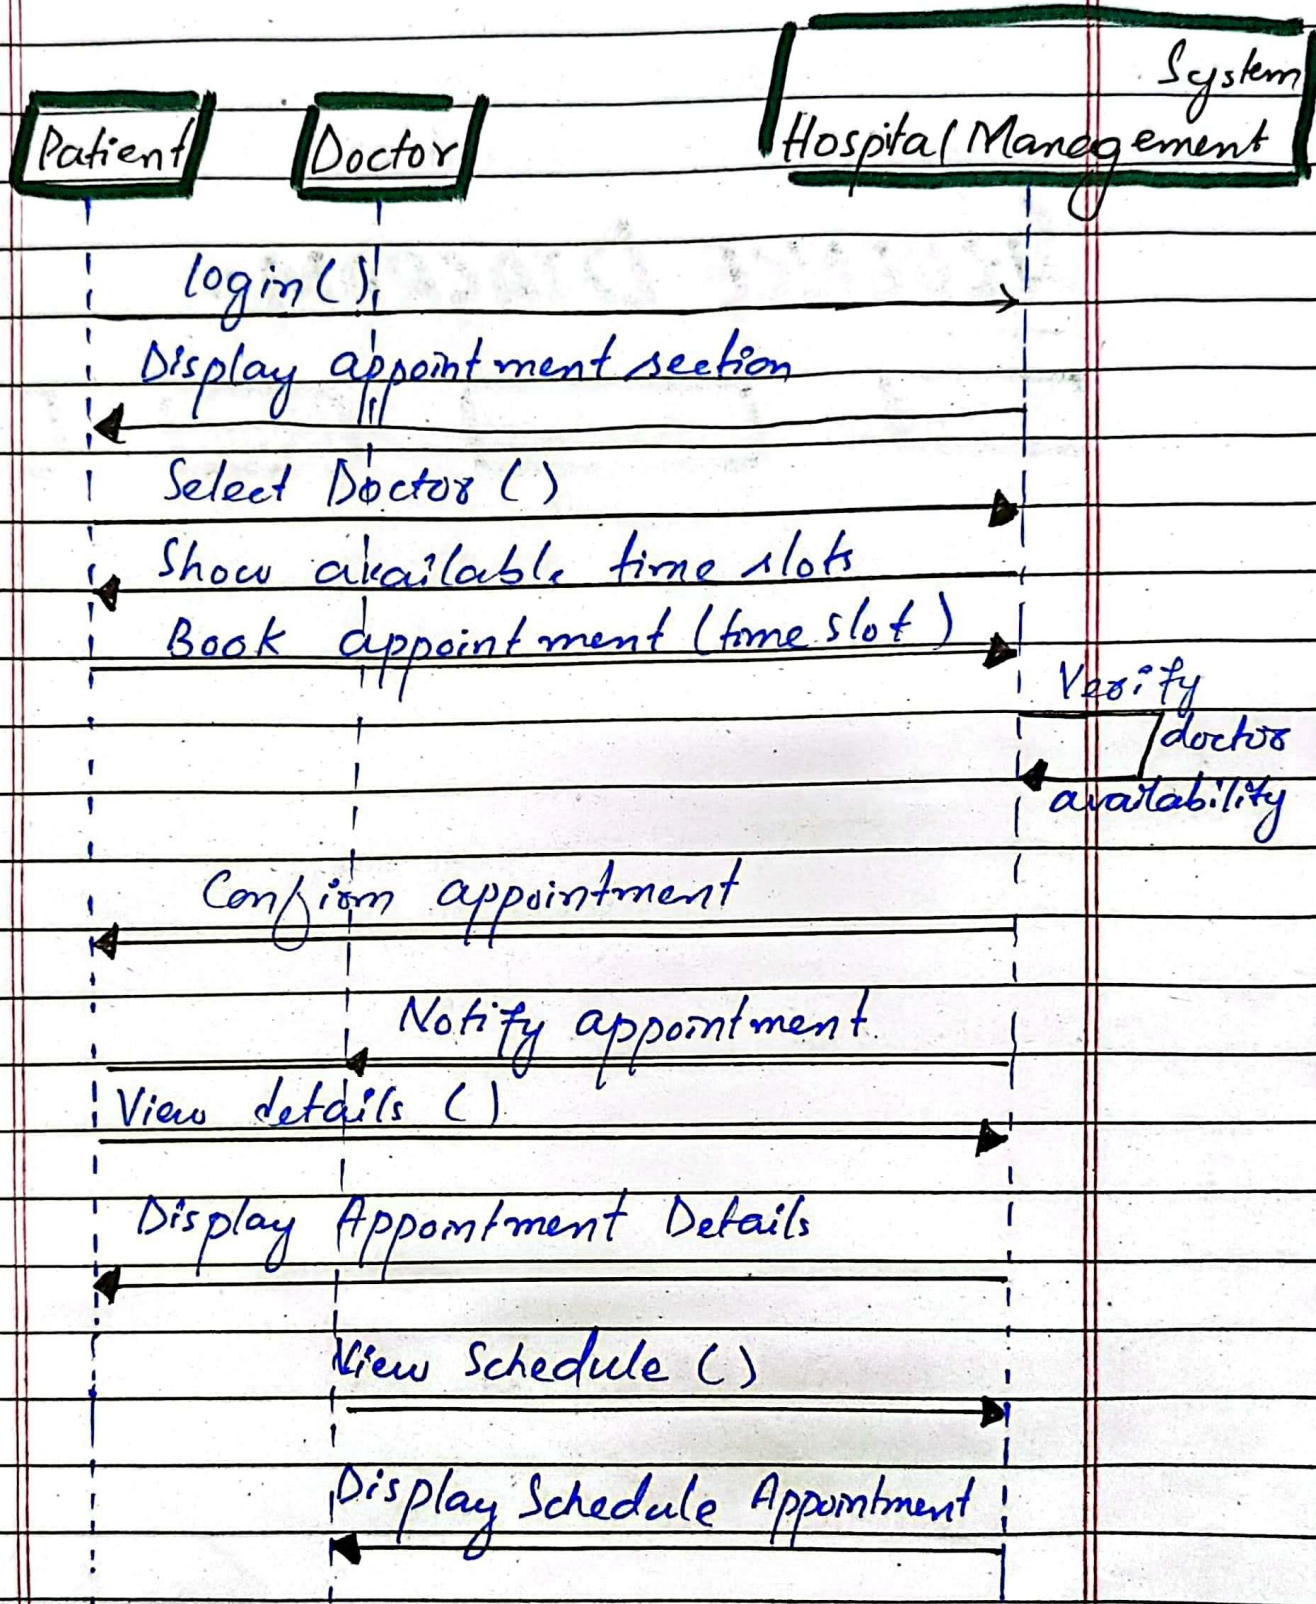 System
Patient Doctor Hospital Management
login()
Display appointment section
Select Doctor ()
Show available time slots
Book appointment (time slot)
Verify
doctor
availability
Confirm appointment
Notify appointment
View details ()
Display Appointment Details
View Schedule ()
Display Schedule Appointment